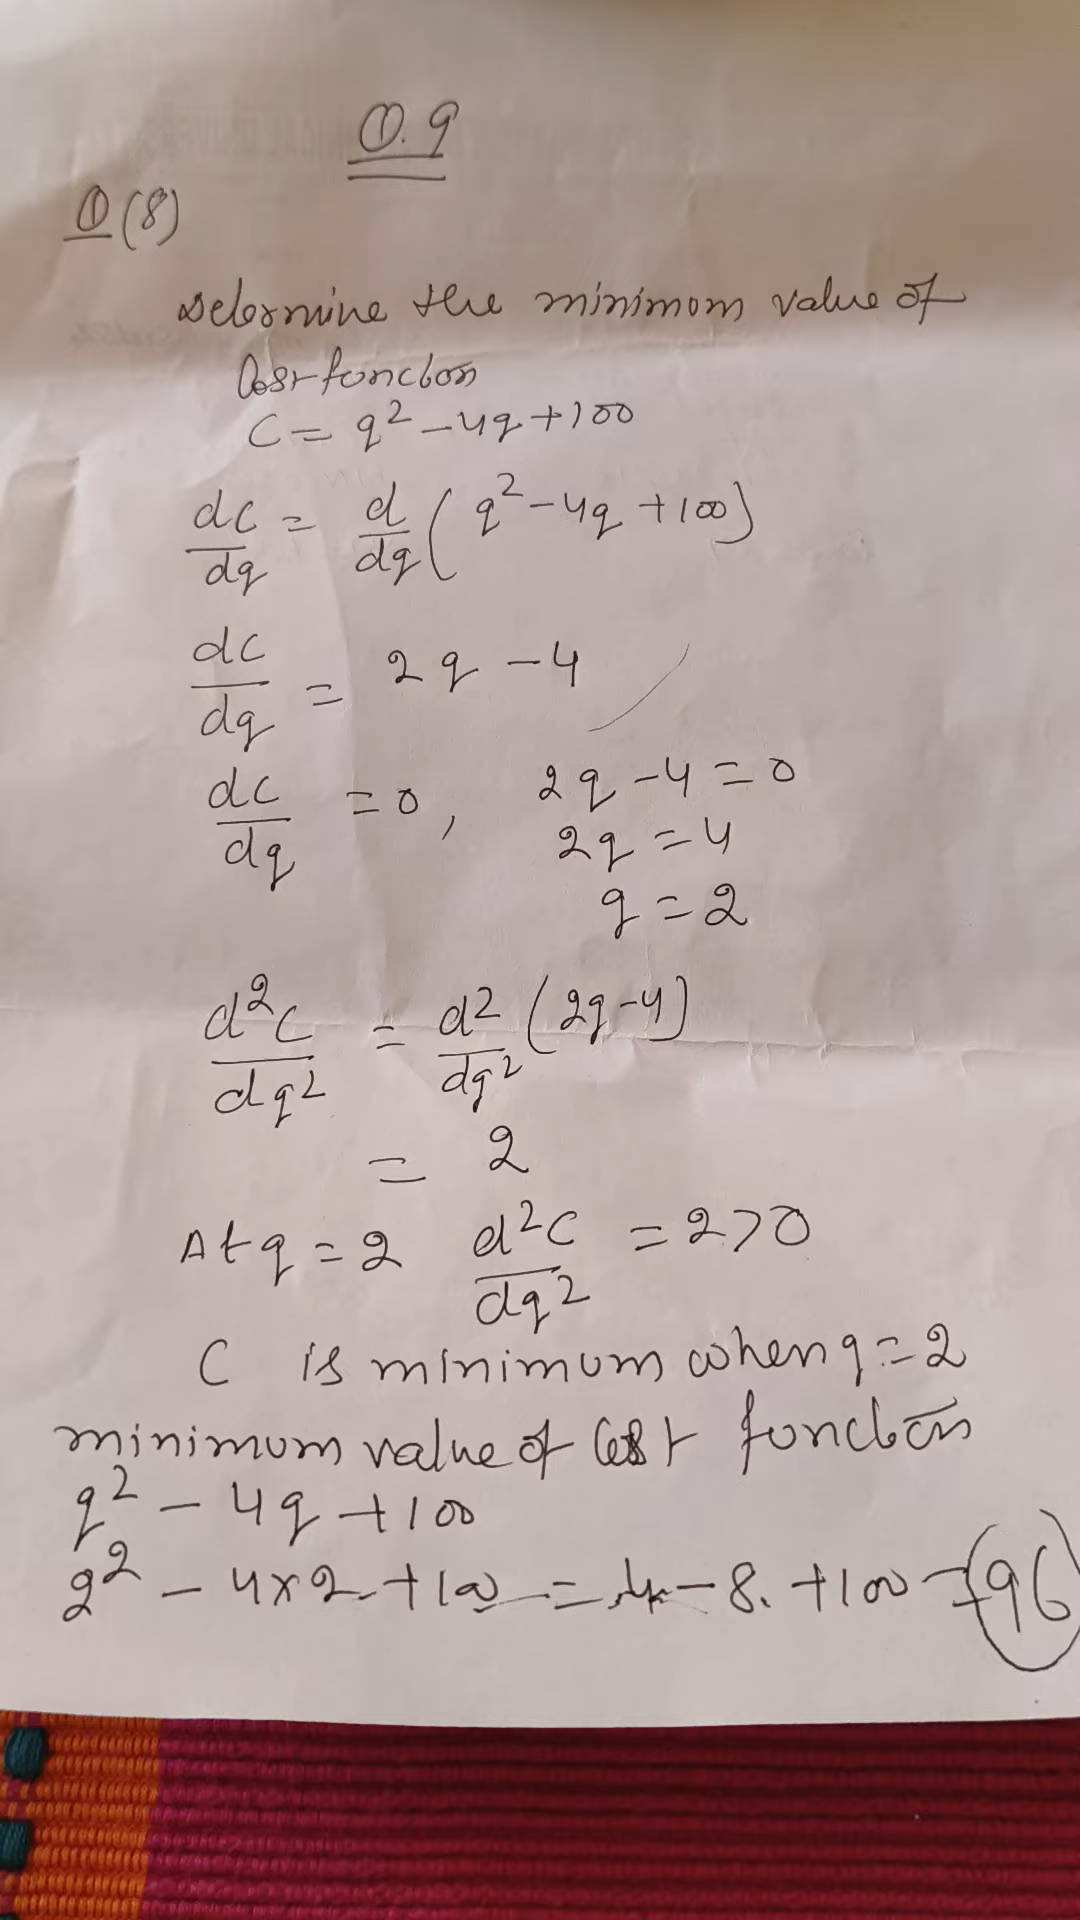 Q.9
Q(8)
Determine the minimum value of
Cost function
C = q² - 4q + 100
dC/dq = d/dq (q² - 4q + 100)
dC/dq = 2q - 4
dC/dq = 0, 2q - 4 = 0
2q = 4
q = 2
d²C/dq² = d²/dq² (2q - 4)
= 2
At q = 2 d²C/dq² = 2 > 0
C is minimum when q = 2
minimum value of Cost function
q² - 4q + 100
2² - 4 × 2 + 100 = 4 - 8. + 100 = 96